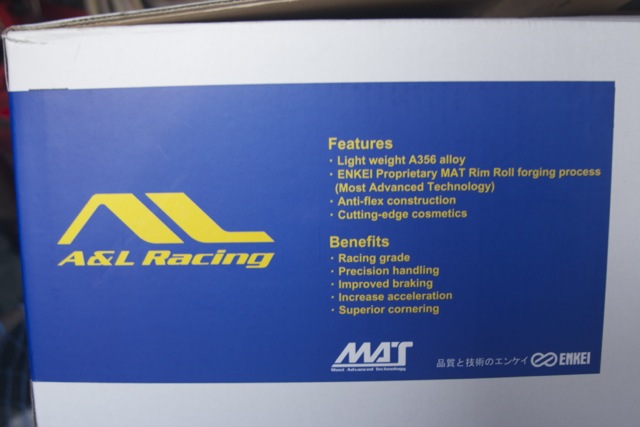 A&L Racing
Features
· Light weight A356 alloy
· ENKEI Proprietary MAT Rim Roll forging process
(Most Advanced Technology)
· Anti-flex construction
· Cutting-edge cosmetics
Benefits
· Racing grade
· Precision handling
· Improved braking
· Increase acceleration
· Superior cornering
MAT
Most Advanced Technology
品質と技術のエンケイ ENKEI